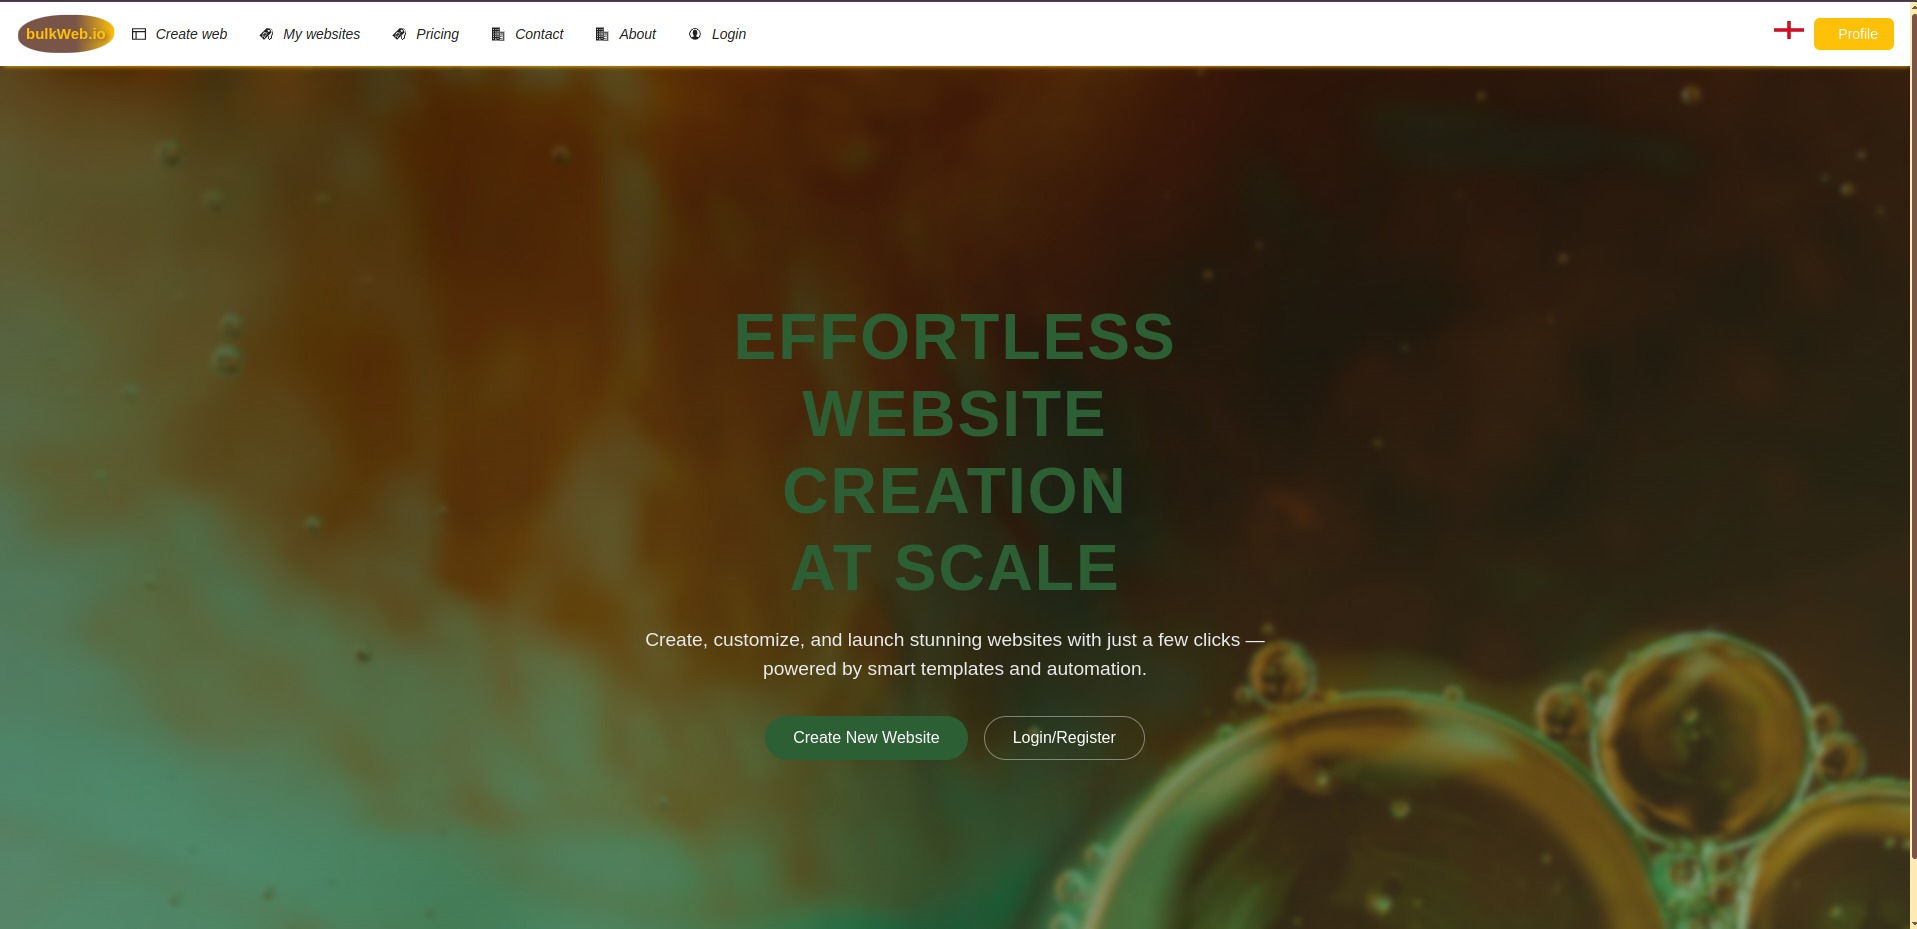 bulkWeb.io
Create web
My websites
Pricing
Contact
About
Login
Profile
EFFORTLESS
WEBSITE
CREATION
AT SCALE
Create, customize, and launch stunning websites with just a few clicks —
powered by smart templates and automation.
Create New Website
Login/Register